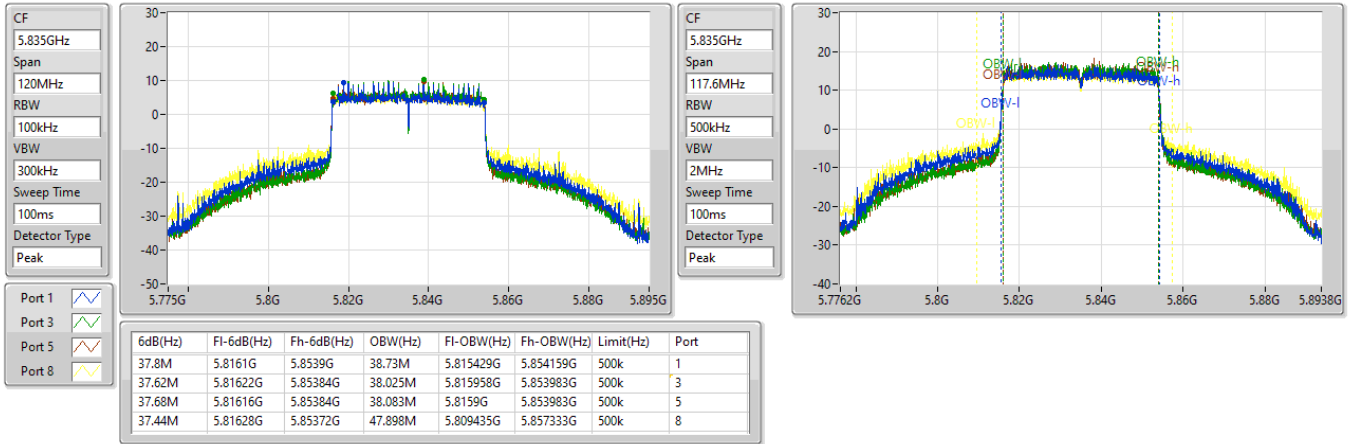 CF
5.835GHz
Span
120MHz
RBW
100kHz
VBW
300kHz
Sweep Time
100ms
Detector Type
Peak
30
20
10
0
-10
-20
-30
-40
-50
5.775G 5.8G 5.82G 5.84G 5.86G 5.88G 5.895G
CF
5.835GHz
Span
117.6MHz
RBW
500kHz
VBW
2MHz
Sweep Time
100ms
Detector Type
Peak
30
20
10
0
-10
-20
-30
-40
OBW-l
OBW-l
OBW-h
OBW-h
5.7762G 5.8G 5.82G 5.84G 5.86G 5.88G 5.8938G
Port 1
Port 3
Port 5
Port 8
6dB(Hz) Fl-6dB(Hz) Fh-6dB(Hz) OBW(Hz) Fl-OBW(Hz) Fh-OBW(Hz) Limit(Hz) Port
37.8M 5.8161G 5.8539G 38.73M 5.815429G 5.854159G 500k 1
37.62M 5.81622G 5.85384G 38.025M 5.815958G 5.853983G 500k 3
37.68M 5.81616G 5.85384G 38.083M 5.8159G 5.853983G 500k 5
37.44M 5.81628G 5.85372G 47.898M 5.809435G 5.857333G 500k 8